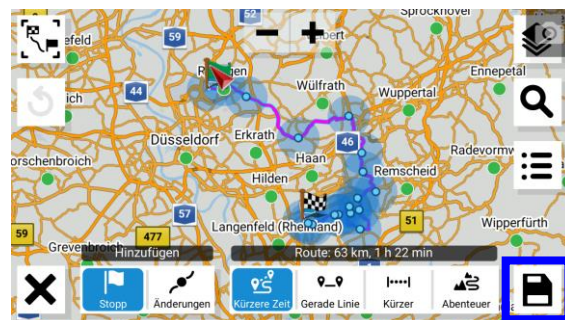 Sprockhövel
52
efeld
59
Ennepetal
Wülfrath
44
Wuppertal
ich
Düsseldorf
Erkrath
46
Radevorm
Haan
orschenbroich
Remscheid
Hilden
57
51
Langenfeld (Rheinland)
Wipperfürth
59
477
Grevenbroich
Hinzufügen
Route: 63 km, 1 h 22 min
Stopp
Änderungen
Kürzere Zeit
Gerade Linie
Kürzer
Abenteuer